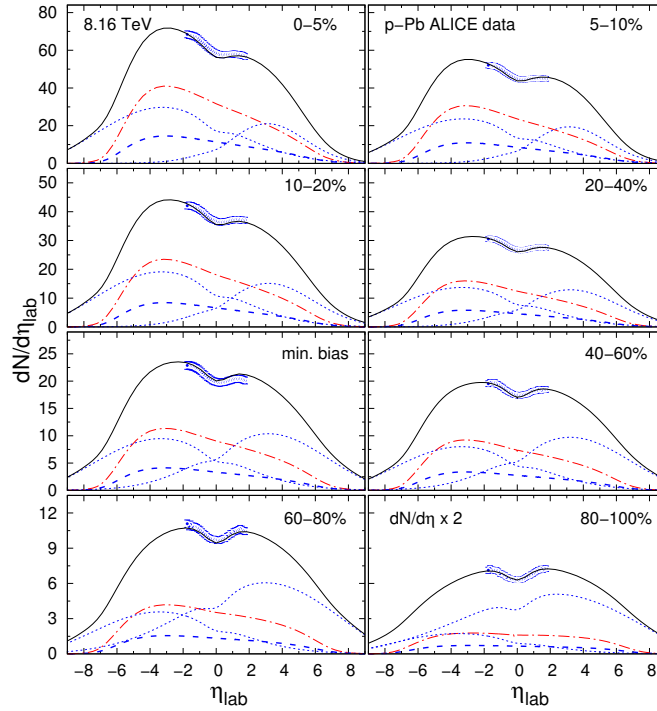 8.16 TeV 0−5%
p−Pb ALICE data 5−10%
80
60
40
20
0
10−20%
20−40%
50
40
30
20
10
0
min. bias
40−60%
25
20
15
10
5
0
60−80%
dN/dη x 2 80−100%
12
9
6
3
0
dN/dη_lab
−8 −6 −4 −2 0 2 4 6 8
−8 −6 −4 −2 0 2 4 6 8
η_lab
η_lab